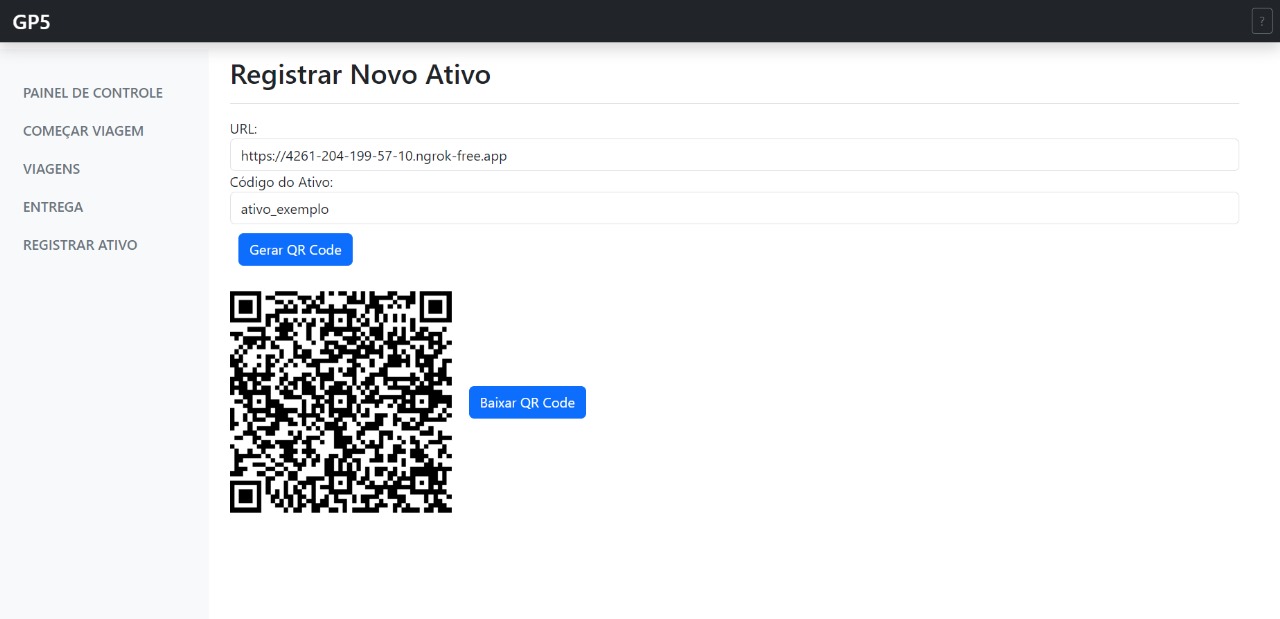 GP5
?
PAINEL DE CONTROLE
COMEÇAR VIAGEM
VIAGENS
ENTREGA
REGISTRAR ATIVO
Registrar Novo Ativo
URL:
https://4261-204-199-57-10.ngrok-free.app
Código do Ativo:
ativo_exemplo
Gerar QR Code
Baixar QR Code